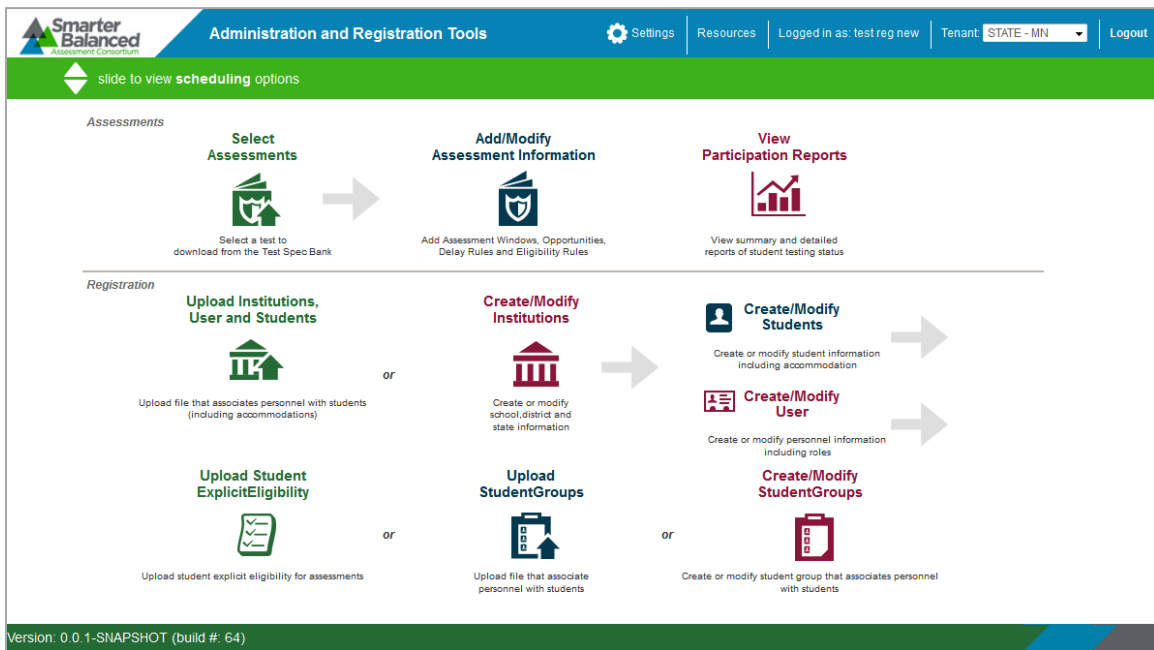 Smarter
Balanced
Assessment Consortium
Administration and Registration Tools
Settings
Resources
Logged in as: test reg new
Tenant: STATE - MN
Logout
slide to view scheduling options
Assessments
Select
Assessments
Select a test to
download from the Test Spec Bank
Add/Modify
Assessment Information
Add Assessment Windows, Opportunities,
Delay Rules and Eligibility Rules
View
Participation Reports
View summary and detailed
reports of student testing status
Registration
Upload Institutions,
User and Students
Upload file that associates personnel with students
(including accommodations)
or
Create/Modify
Institutions
Create or modify
school,district and
state information
Create/Modify
Students
Create or modify student information
including accommodation
Create/Modify
User
Create or modify personnel information
including roles
Upload Student
ExplicitEligibility
Upload student explicit eligibility for assessments
or
Upload
StudentGroups
Upload file that associate
personnel with students
or
Create/Modify
StudentGroups
Create or modify student group that associates personnel
with students
Version: 0.0.1-SNAPSHOT (build #: 64)